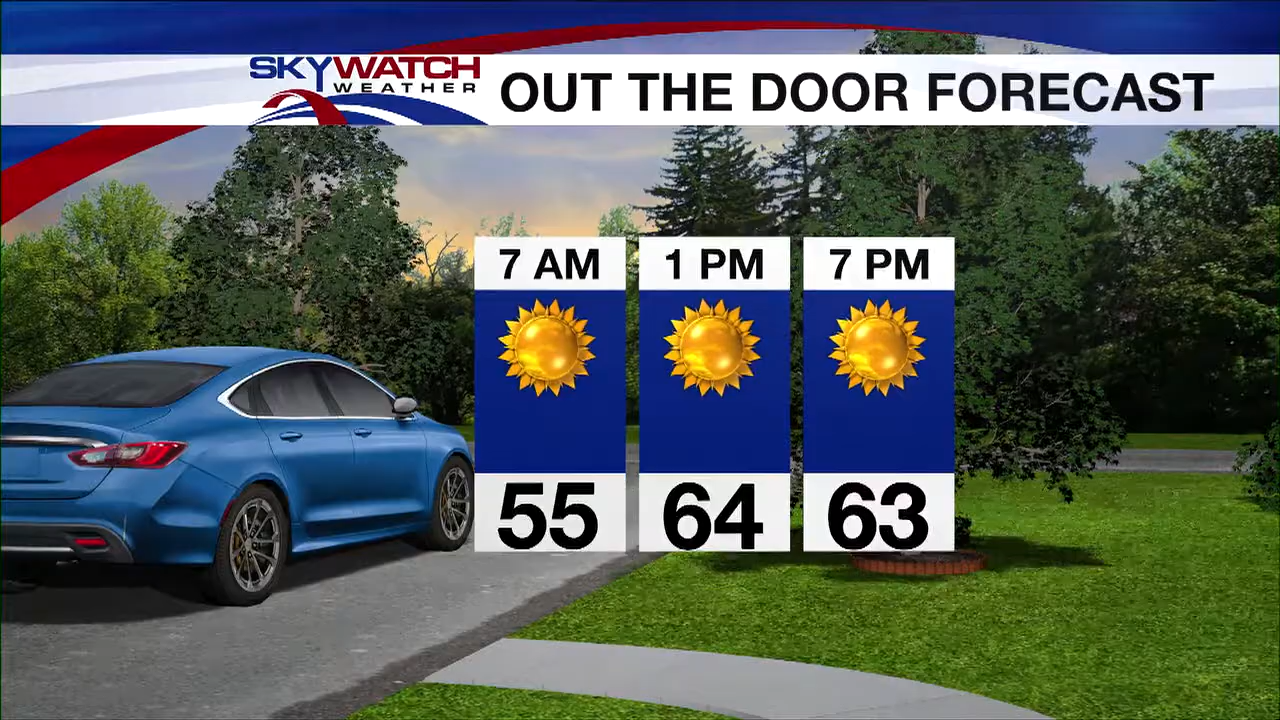 SKYWATCH
WEATHER
OUT THE DOOR FORECAST
7 AM
1 PM
7 PM
55
64
63